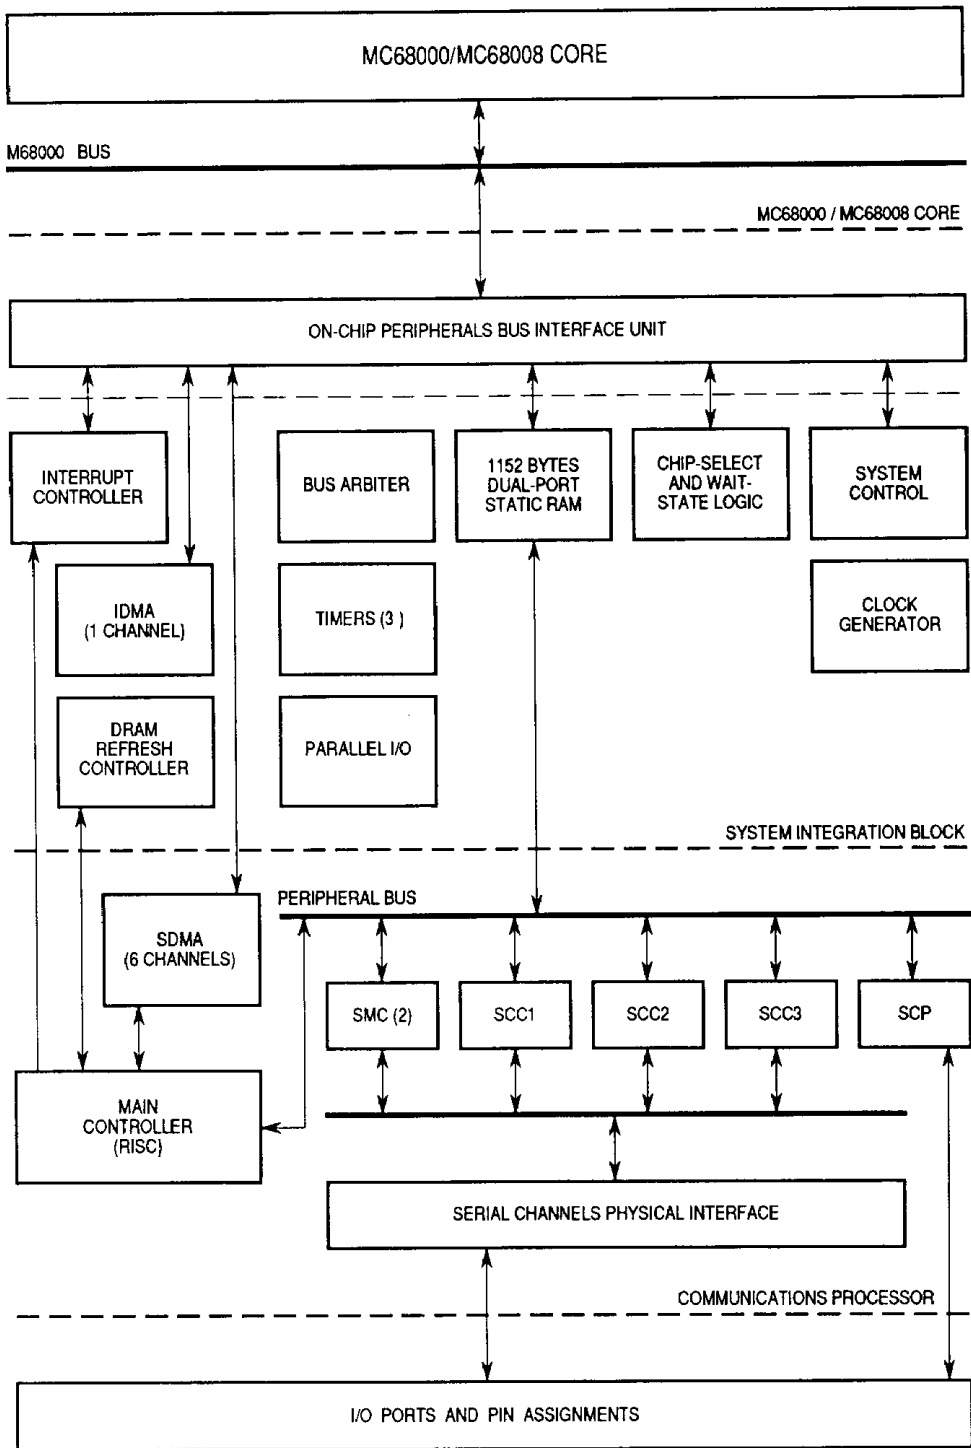 MC68000/MC68008 CORE
M68000 BUS
MC68000 / MC68008 CORE
ON-CHIP PERIPHERALS BUS INTERFACE UNIT
INTERRUPT
CONTROLLER
BUS ARBITER
1152 BYTES
DUAL-PORT
STATIC RAM
CHIP-SELECT
AND WAIT-
STATE LOGIC
SYSTEM
CONTROL
IDMA
(1 CHANNEL)
TIMERS (3 )
CLOCK
GENERATOR
DRAM
REFRESH
CONTROLLER
PARALLEL I/O
SYSTEM INTEGRATION BLOCK
PERIPHERAL BUS
SDMA
(6 CHANNELS)
SMC (2)
SCC1
SCC2
SCC3
SCP
MAIN
CONTROLLER
(RISC)
SERIAL CHANNELS PHYSICAL INTERFACE
COMMUNICATIONS PROCESSOR
I/O PORTS AND PIN ASSIGNMENTS